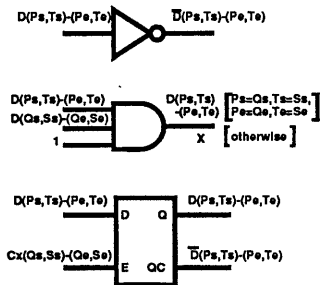 D(Ps,Ts)-(Pe,Te) D̅(Ps,Ts)-(Pe,Te)
D(Ps,Ts)-(Pe,Te) D(Ps,Ts) [Ps=Qs,Ts=Ss,
-(Pe,Te) Pe=Qe,Te=Se]
D(Qs,Ss)-(Qe,Se)
1 X [otherwise]
D(Ps,Ts)-(Pe,Te) D Q D(Ps,Ts)-(Pe,Te)
Cx(Qs,Ss)-(Qe,Se) E QC D̅(Ps,Ts)-(Pe,Te)